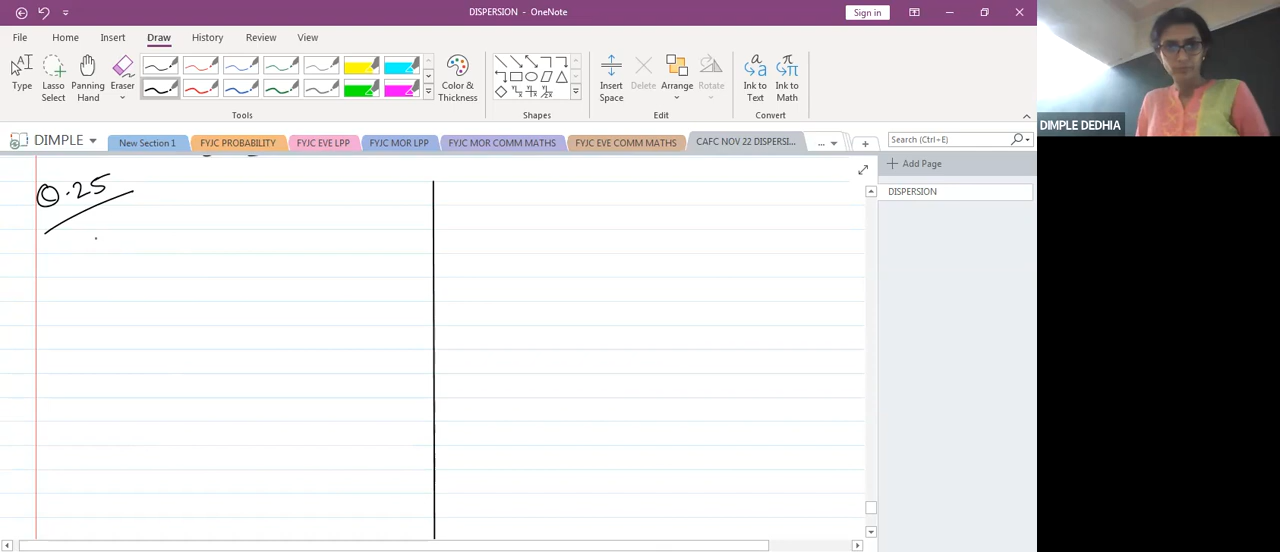 DISPERSION - OneNote
Sign in
File Home Insert Draw History Review View
Type
Lasso Select
Panning Hand
Eraser
Color & Thickness
Insert Space
Delete
Arrange
Rotate
Ink to Text
Ink to Math
Tools
Shapes
Edit
Convert
DIMPLE
New Section 1
FYJC PROBABILITY
FYJC EVE LPP
FYJC MOR LPP
FYJC MOR COMM MATHS
FYJC EVE COMM MATHS
CAFC NOV 22 DISPERSI...
...
Search (Ctrl+E)
Add Page
DISPERSION
DIMPLE DEDHIA
Q.25